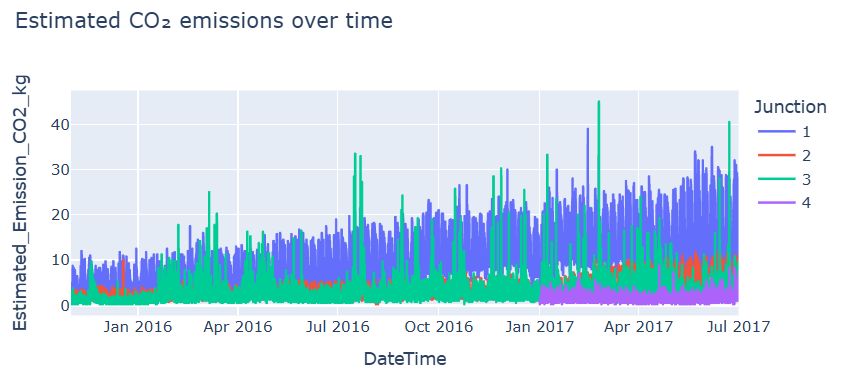 Estimated CO₂ emissions over time
Estimated_Emission_CO2_kg
40
30
20
10
0
Jan 2016
Apr 2016
Jul 2016
Oct 2016
Jan 2017
Apr 2017
Jul 2017
DateTime
Junction
1
2
3
4